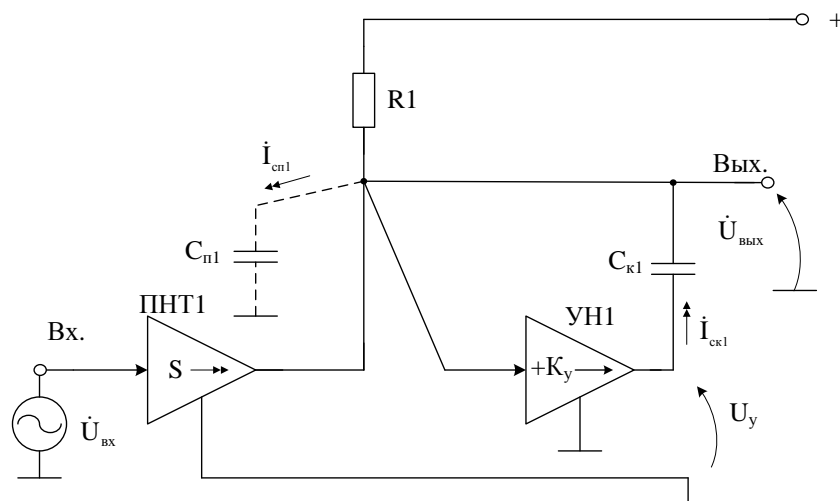 +
R1
İсп1
Вых.
Cп1
U̇вых
Cк1
ПНТ1
УН1
Вх.
İск1
S
+Kу
Uу
U̇вх